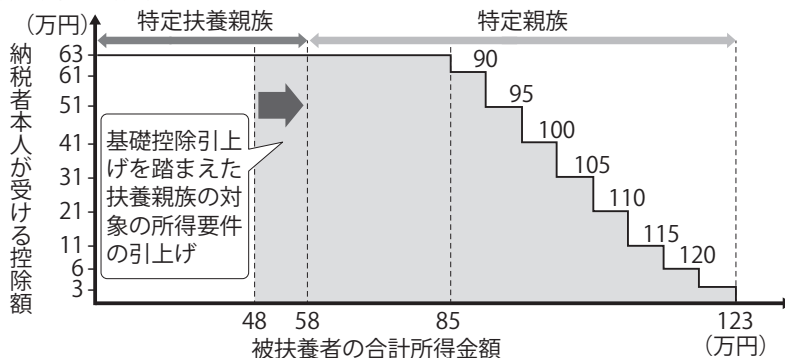 特定扶養親族
特定親族
(万円)
納税者本人が受ける控除額
63
61
51
41
31
21
11
6
3
90
95
100
105
110
115
120
基礎控除引上
げを踏まえた
扶養親族の対
象の所得要件
の引上げ
48
58
85
123
被扶養者の合計所得金額
(万円)